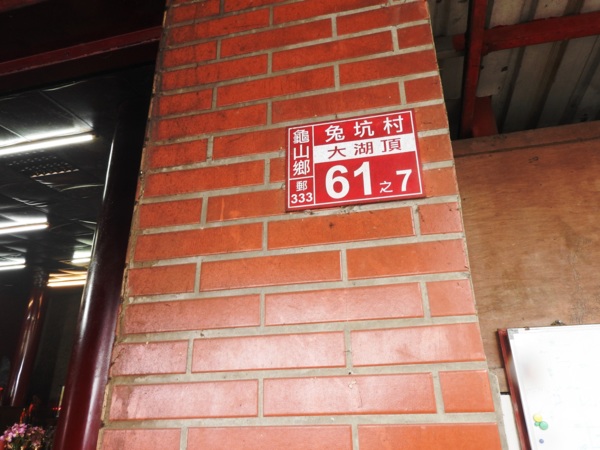 龜山鄉
郵
333
兔坑村
大湖頂
61之7